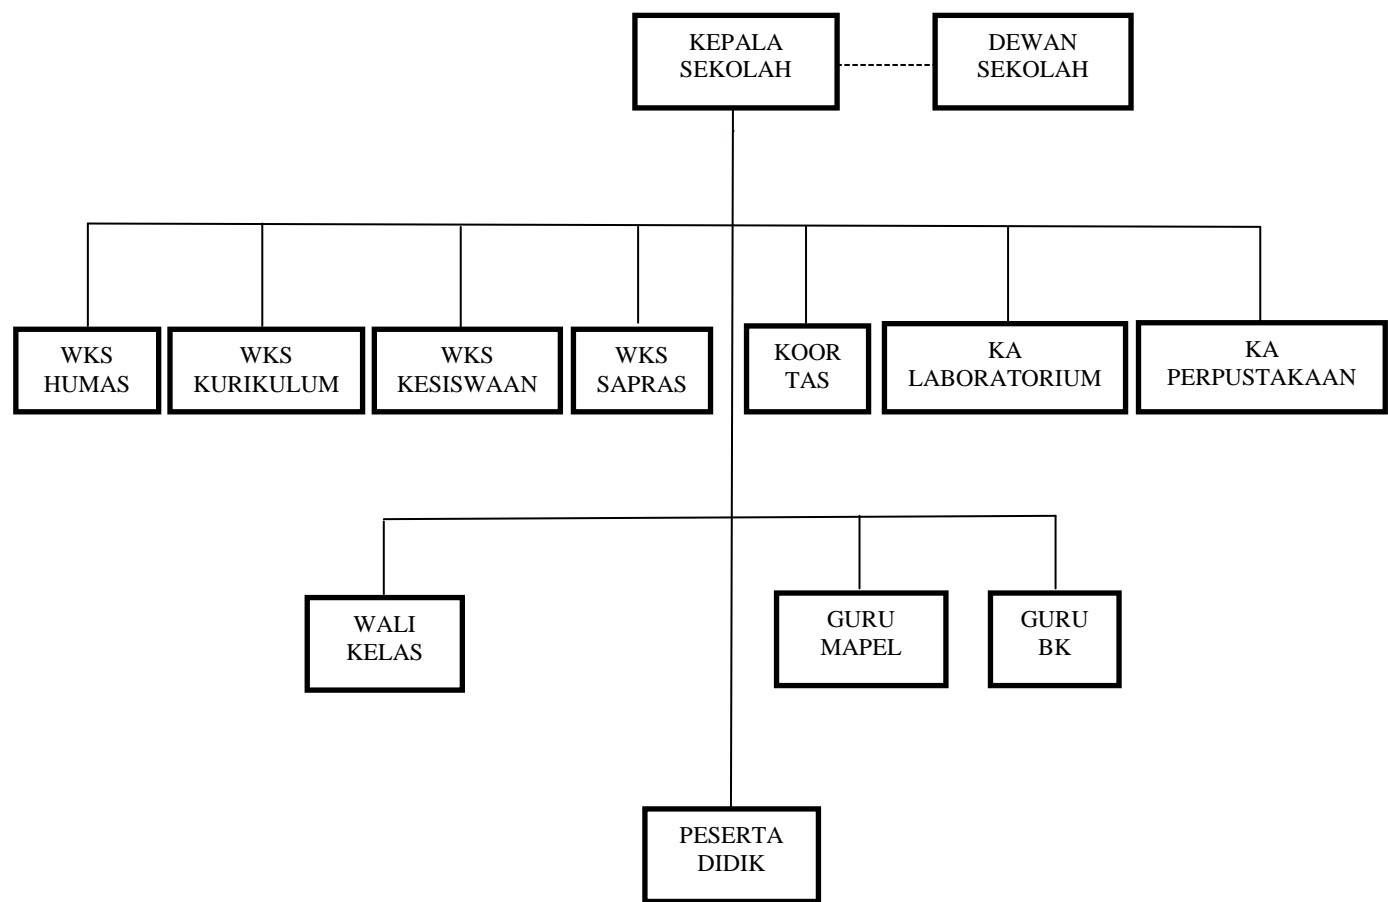 KEPALA
SEKOLAH
DEWAN
SEKOLAH
WKS
HUMAS
WKS
KURIKULUM
WKS
KESISWAAN
WKS
SAPRAS
KOOR
TAS
KA
LABORATORIUM
KA
PERPUSTAKAAN
WALI
KELAS
GURU
MAPEL
GURU
BK
PESERTA
DIDIK